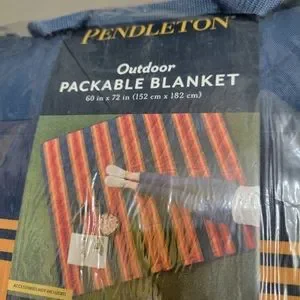 PENDLETON
Outdoor
PACKABLE BLANKET
60 in x 72 in (152 cm x 182 cm)
ACCESSORIES NOT INCLUDED